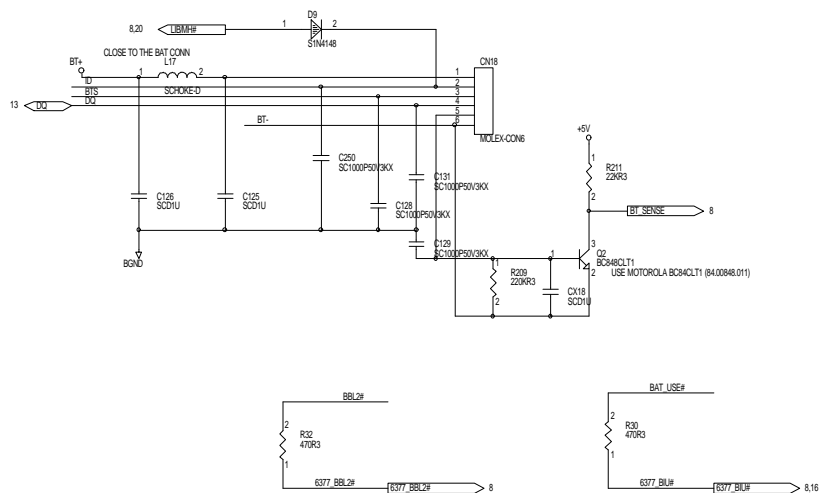 D9
8,20 LIB/MH# 1 2
S1N4148
CLOSE TO THE BAT CONN
BT+ L17 CN18
1 2 1
ID 2
SCHOKE-D
BTS 3
13 DQ DQ 4
5
BT- 6
MOLEX-CON6
+5V
C250
SC1000P50V3KX
1
R211
22KR3
2
C131
SC1000P50V3KX
C126
SCD1U
C125
SCD1U
C128
SC1000P50V3KX
BT_SENSE 8
C129
SC1000P50V3KX
BGND
3
Q2
BC848CLT1
1
2
USE MOTOROLA BC84CLT1 (84.00848.011)
1
R209
220KR3
2
CX18
SCD1U
BBL2#
BAT_USE#
2
R32
470R3
1
2
R30
470R3
1
6377_BBL2# 6377_BBL2# 8
6377_BIU# 6377_BIU# 8,16